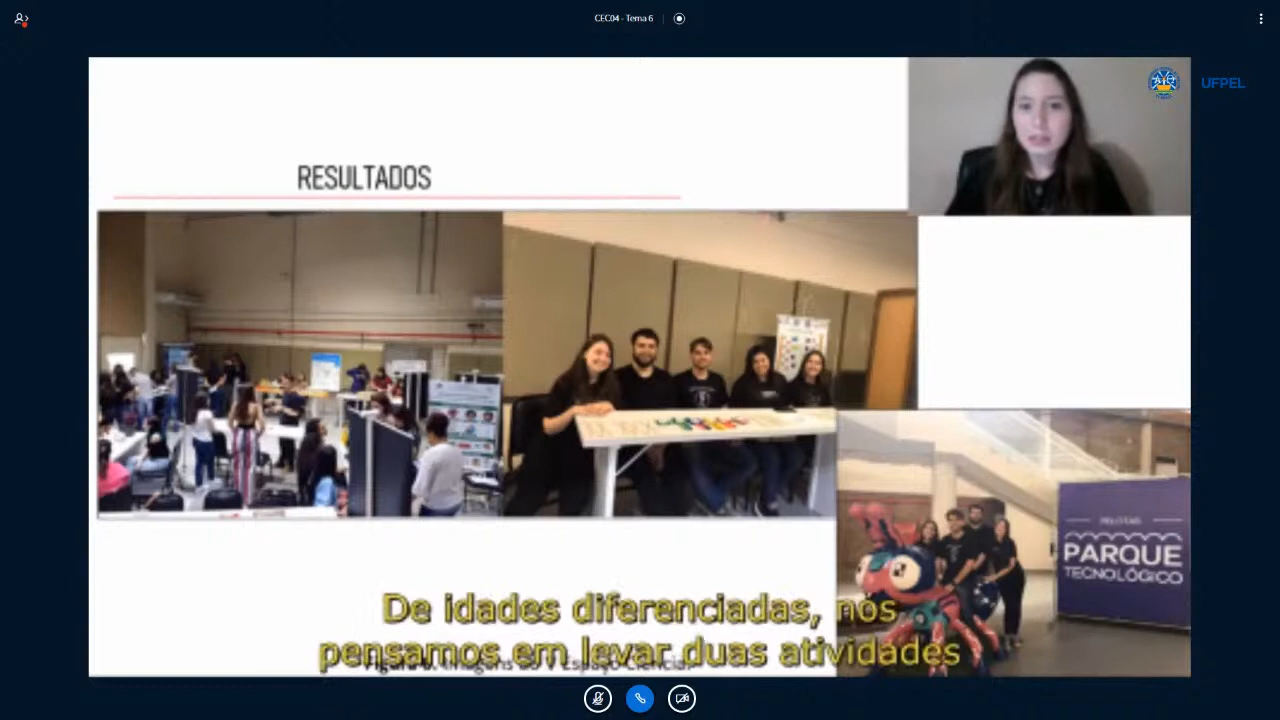 CEC04 - Tema 6
UFPEL
RESULTADOS
PELOTAS
PARQUE
TECNOLÓGICO
De idades diferenciadas, nos
pensamos em levar duas atividades